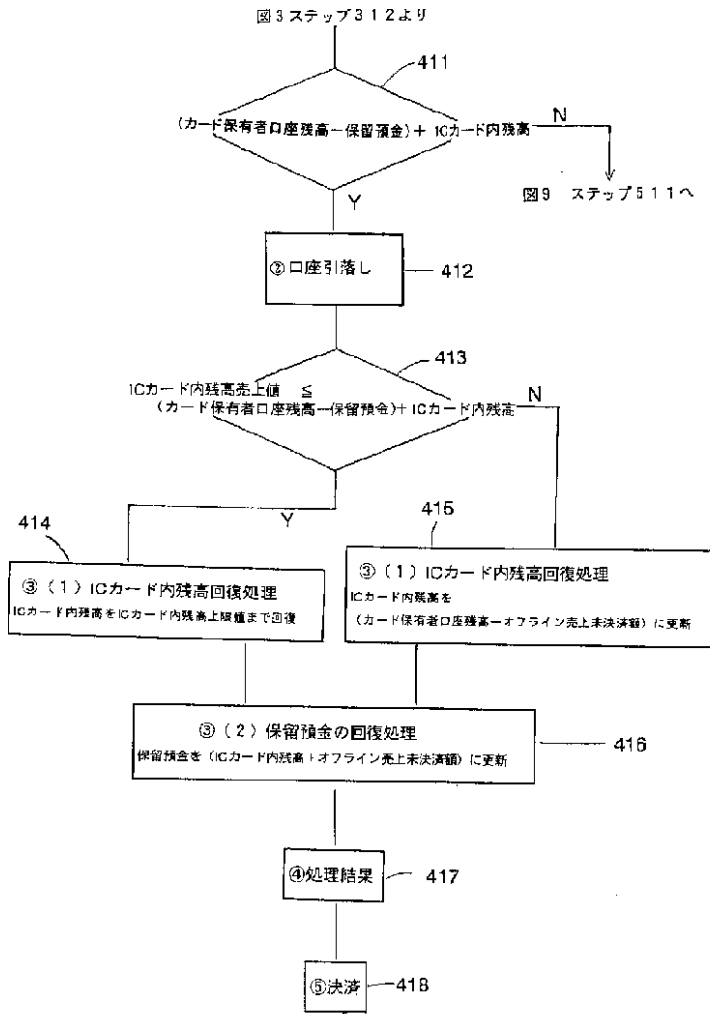 図3ステップ312より
411
(カード保有者口座残高ー保留預金)+ ICカード内残高
N
図9 ステップ511へ
Y
②口座引落し
412
413
ICカード内残高売上値 ≦
(カード保有者口座残高ー保留預金)+ ICカード内残高
N
Y
414
415
③(1)ICカード内残高回復処理
ICカード内残高をICカード内残高上限値まで回復
③(1)ICカード内残高回復処理
ICカード内残高を
(カード保有者口座残高ーオフライン売上未決済額)に更新
③(2)保留預金の回復処理
保留預金を(ICカード内残高+オフライン売上未決済額)に更新
416
④処理結果
417
⑤決済
418